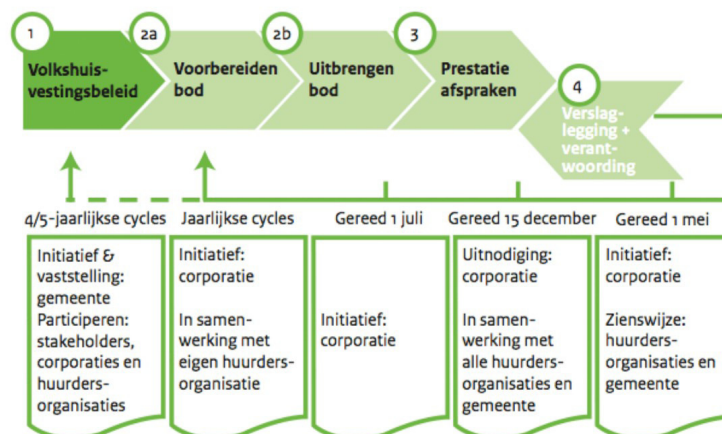 1
2a
2b
3
4
Volkshuis-
vestingsbeleid
Voorbereiden
bod
Uitbrengen
bod
Prestatie
afspraken
Verslag-
legging +
verant-
woording
4/5-jaarlijkse cycles
Jaarlijkse cycles
Gereed 1 juli
Gereed 15 december
Gereed 1 mei
Initiatief &
vaststelling:
gemeente
Participeren:
stakeholders,
corporaties en
huurders-
organisaties
Initiatief:
corporatie
In samen-
werking met
eigen huurders-
organisatie
Initiatief:
corporatie
Uitnodiging:
corporatie
In samen-
werking met
alle huurders-
organisaties en
gemeente
Initiatief:
corporatie
Zienswijze:
huurders-
organisaties en
gemeente